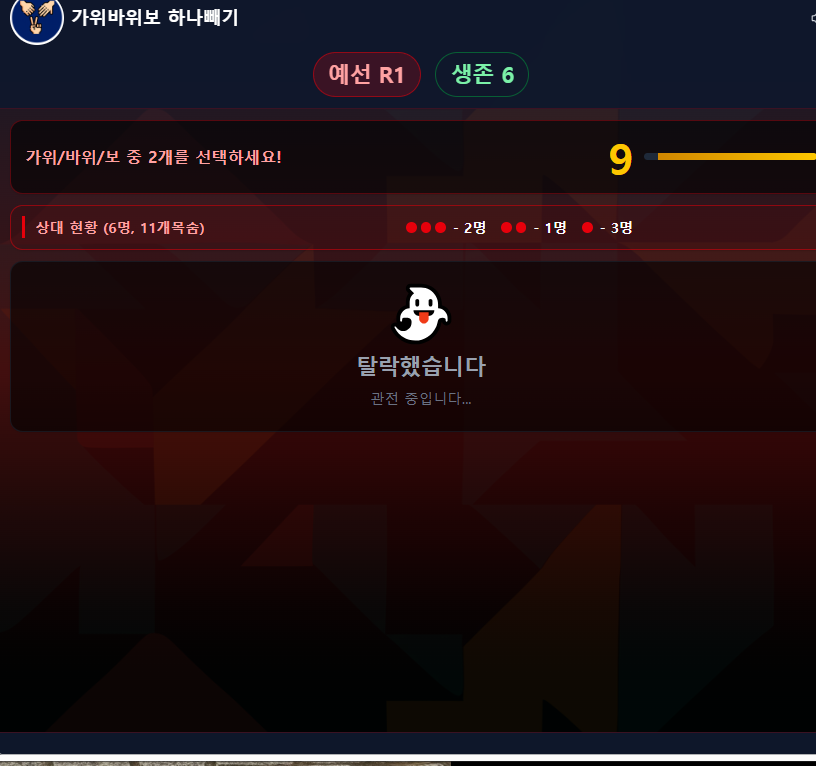 가위바위보 하나빼기
예선 R1 생존 6
가위/바위/보 중 2개를 선택하세요! 9
상대 현황 (6명, 11개목숨) - 2명 - 1명 - 3명
탈락했습니다
관전 중입니다...